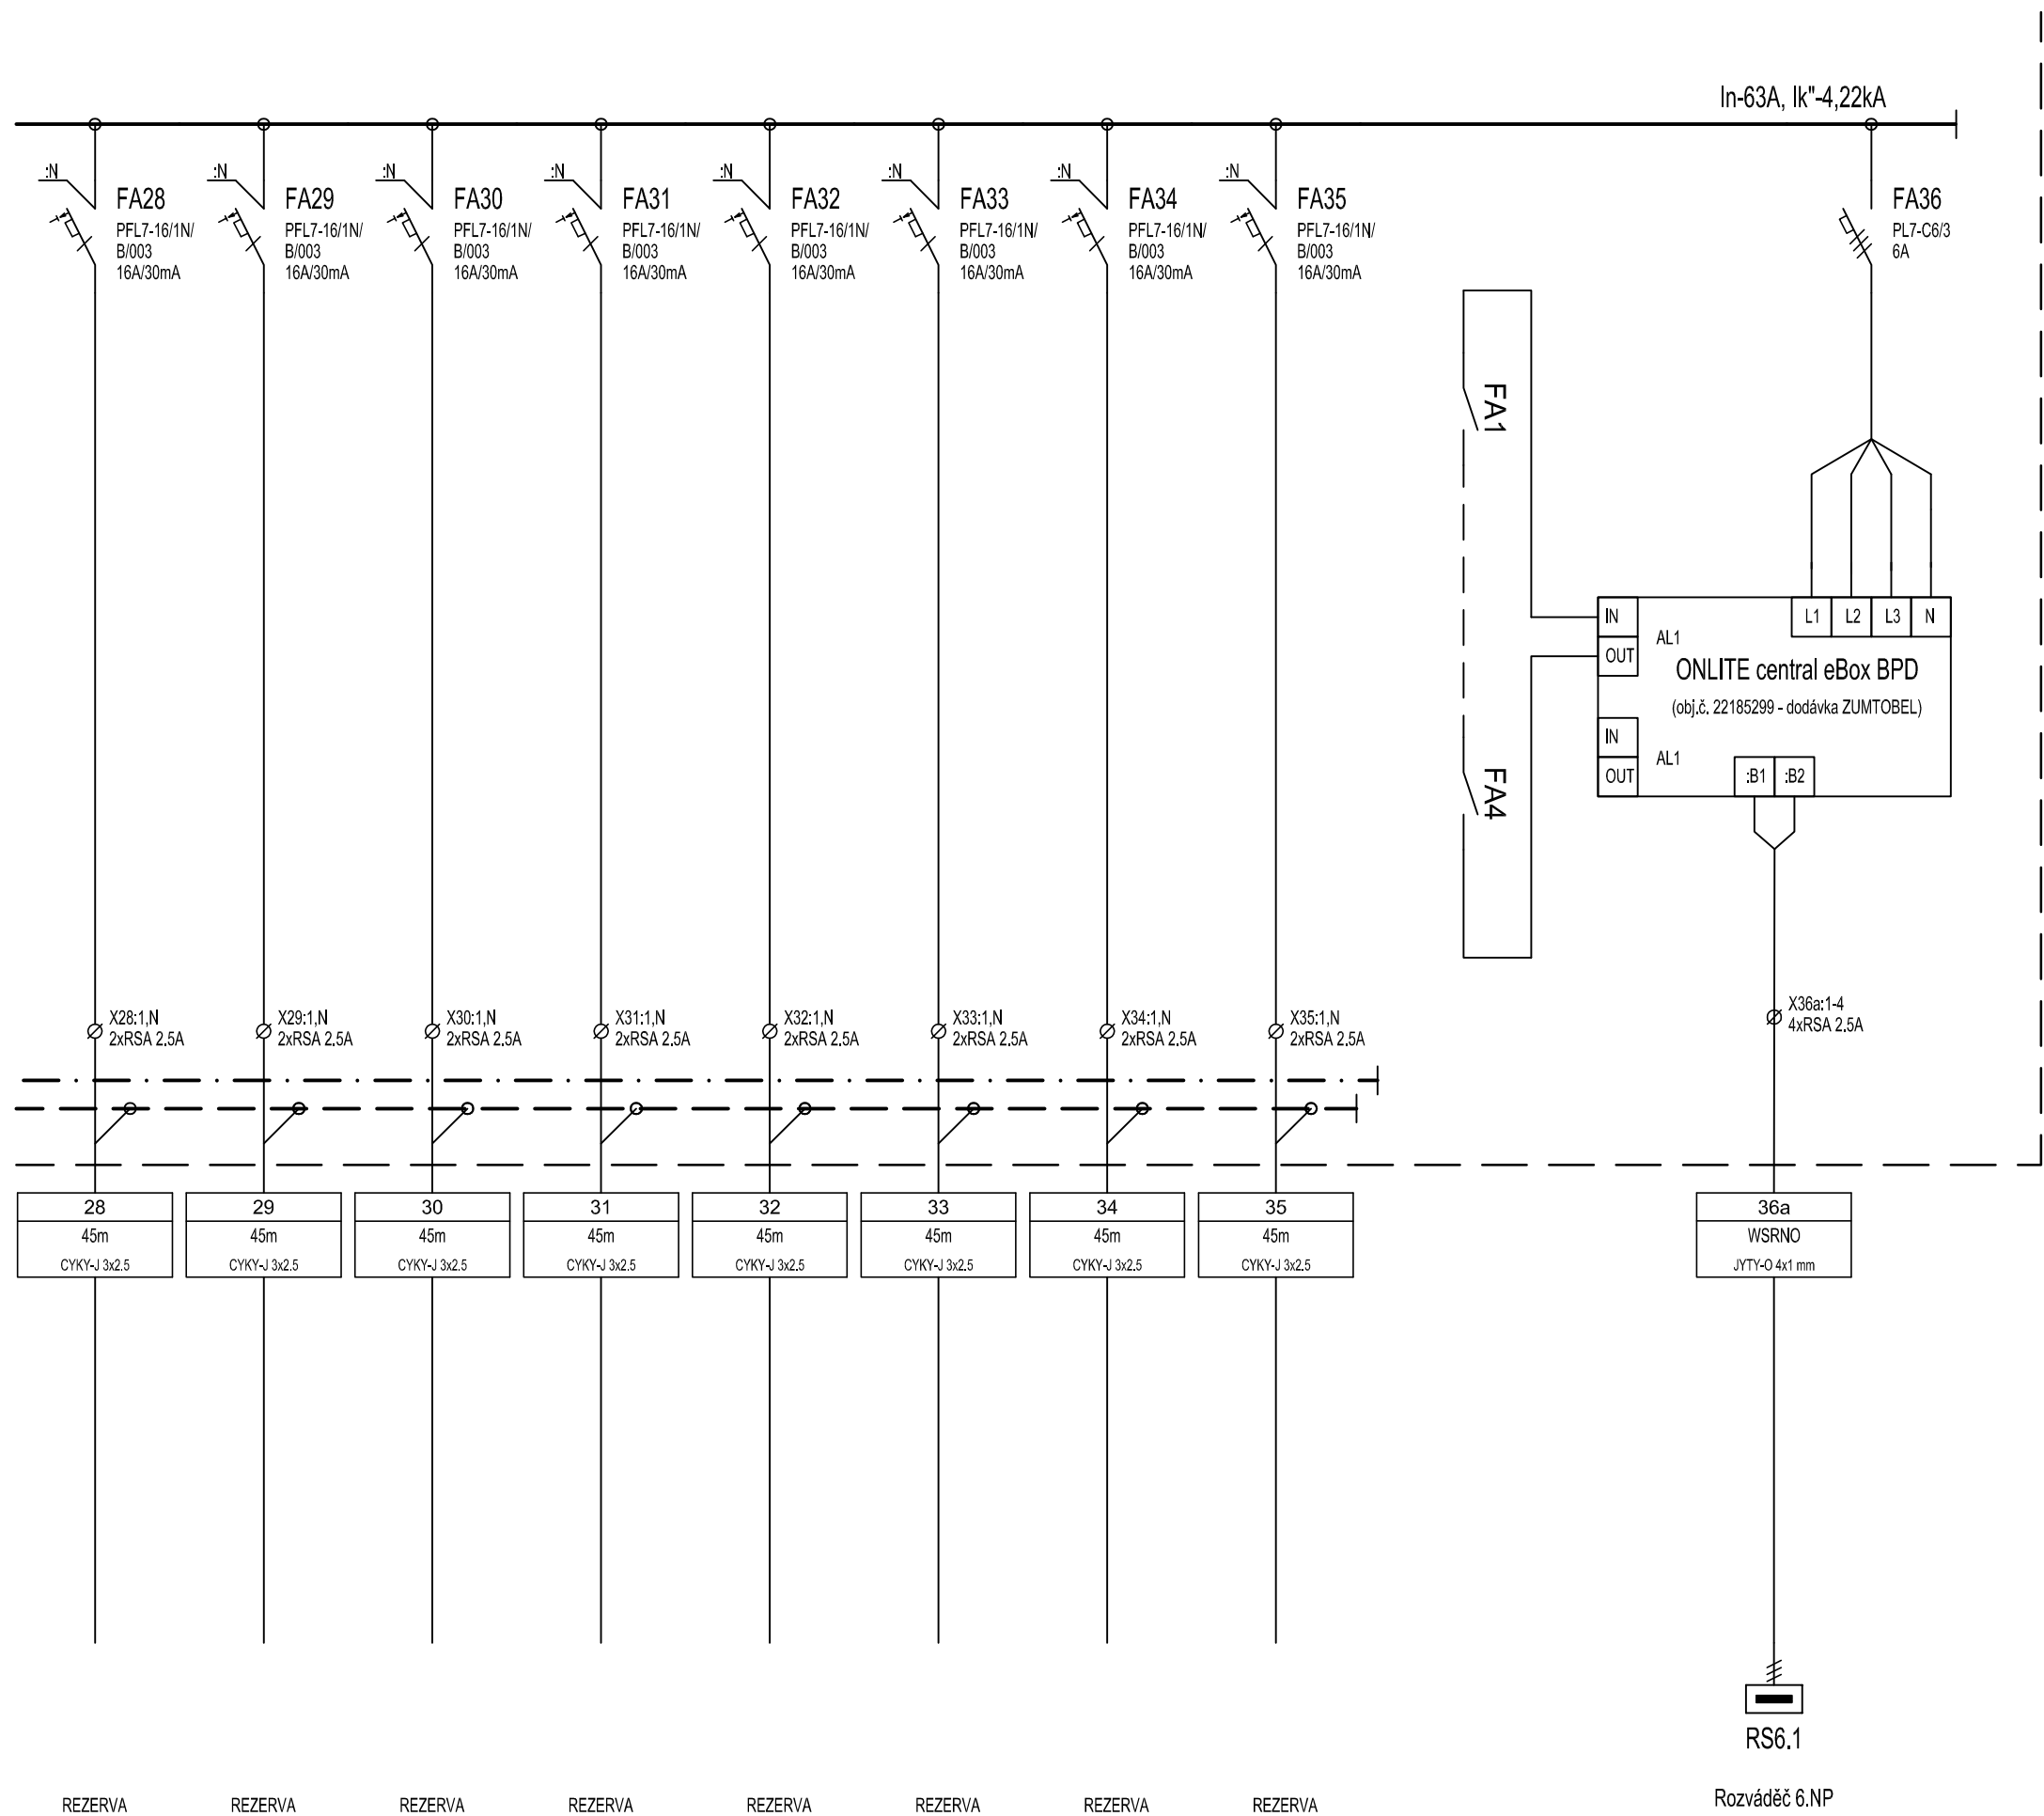 In-63A, Ik"-4,22kA
:N
FA28
PFL7-16/1N/
B/003
16A/30mA
:N
FA29
PFL7-16/1N/
B/003
16A/30mA
:N
FA30
PFL7-16/1N/
B/003
16A/30mA
:N
FA31
PFL7-16/1N/
B/003
16A/30mA
:N
FA32
PFL7-16/1N/
B/003
16A/30mA
:N
FA33
PFL7-16/1N/
B/003
16A/30mA
:N
FA34
PFL7-16/1N/
B/003
16A/30mA
:N
FA35
PFL7-16/1N/
B/003
16A/30mA
FA36
PL7-C6/3
6A
FA1
FA4
IN
OUT
AL1
L1
L2
L3
N
ONLITE central eBox BPD
(obj.č. 22185299 - dodávka ZUMTOBEL)
IN
OUT
AL1
:B1
:B2
X28:1,N
2xRSA 2.5A
X29:1,N
2xRSA 2.5A
X30:1,N
2xRSA 2.5A
X31:1,N
2xRSA 2.5A
X32:1,N
2xRSA 2.5A
X33:1,N
2xRSA 2.5A
X34:1,N
2xRSA 2.5A
X35:1,N
2xRSA 2.5A
X36a:1-4
4xRSA 2.5A
28
45m
CYKY-J 3x2.5
29
45m
CYKY-J 3x2.5
30
45m
CYKY-J 3x2.5
31
45m
CYKY-J 3x2.5
32
45m
CYKY-J 3x2.5
33
45m
CYKY-J 3x2.5
34
45m
CYKY-J 3x2.5
35
45m
CYKY-J 3x2.5
36a
WSRNO
JYTY-O 4x1 mm
RS6.1
REZERVA
REZERVA
REZERVA
REZERVA
REZERVA
REZERVA
REZERVA
REZERVA
Rozváděč 6.NP